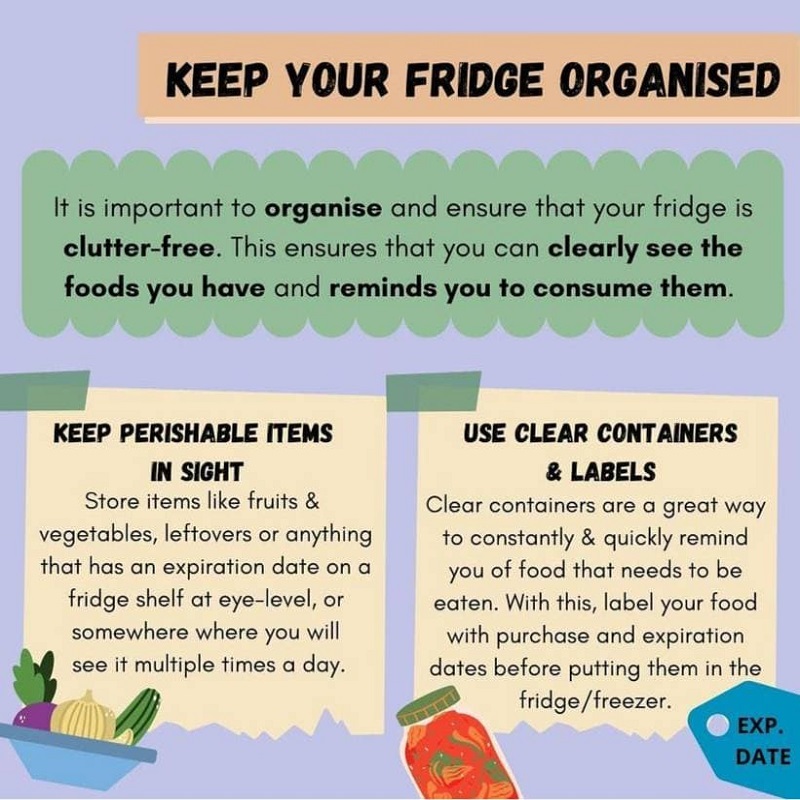 KEEP YOUR FRIDGE ORGANISED
It is important to organise and ensure that your fridge is
clutter-free. This ensures that you can clearly see the
foods you have and reminds you to consume them.
KEEP PERISHABLE ITEMS
IN SIGHT
Store items like fruits &
vegetables, leftovers or anything
that has an expiration date on a
fridge shelf at eye-level, or
somewhere where you will
see it multiple times a day.
USE CLEAR CONTAINERS
& LABELS
Clear containers are a great way
to constantly & quickly remind
you of food that needs to be
eaten. With this, label your food
with purchase and expiration
dates before putting them in the
fridge/freezer.
EXP.
DATE